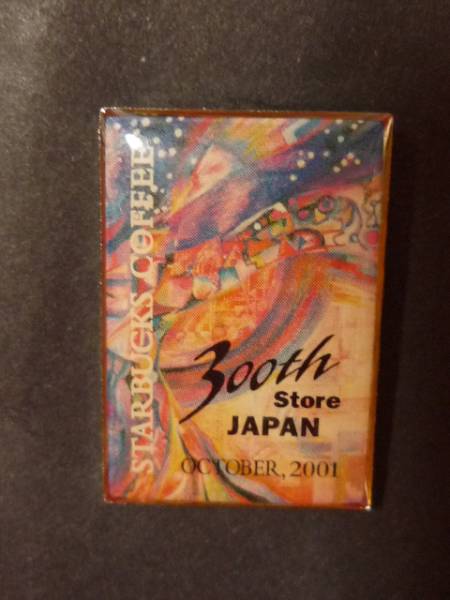 STARBUCKS COFFEE
300th
Store
JAPAN
OCTOBER, 2001